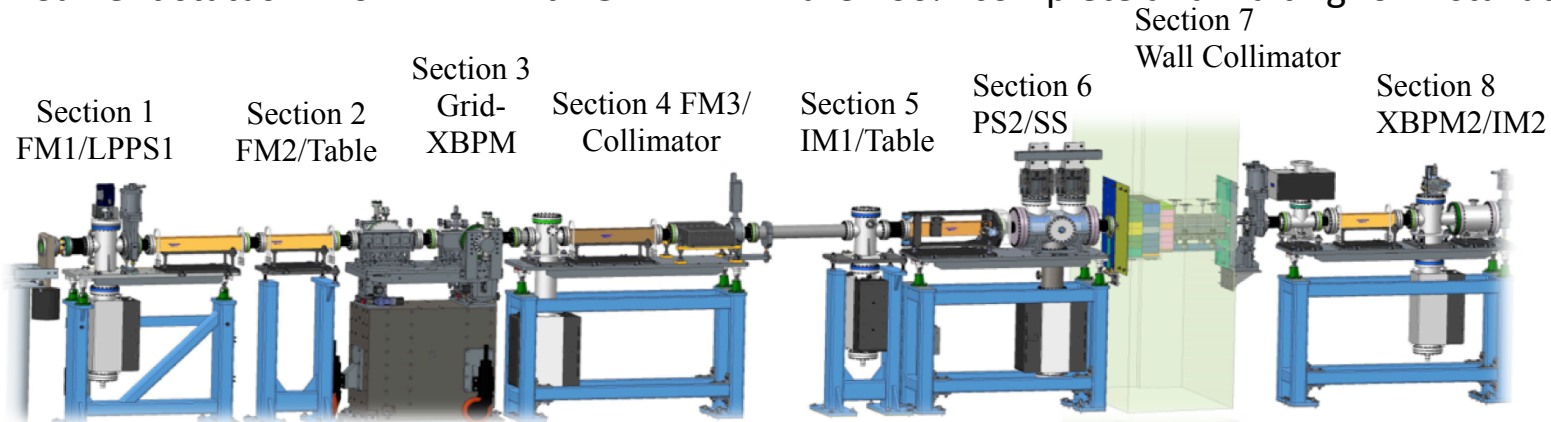 Section 7
Wall Collimator
Section 3
Grid-
XBPM
Section 6
PS2/SS
Section 8
XBPM2/IM2
Section 4 FM3/
Collimator
Section 5
IM1/Table
Section 1
FM1/LPPS1
Section 2
FM2/Table